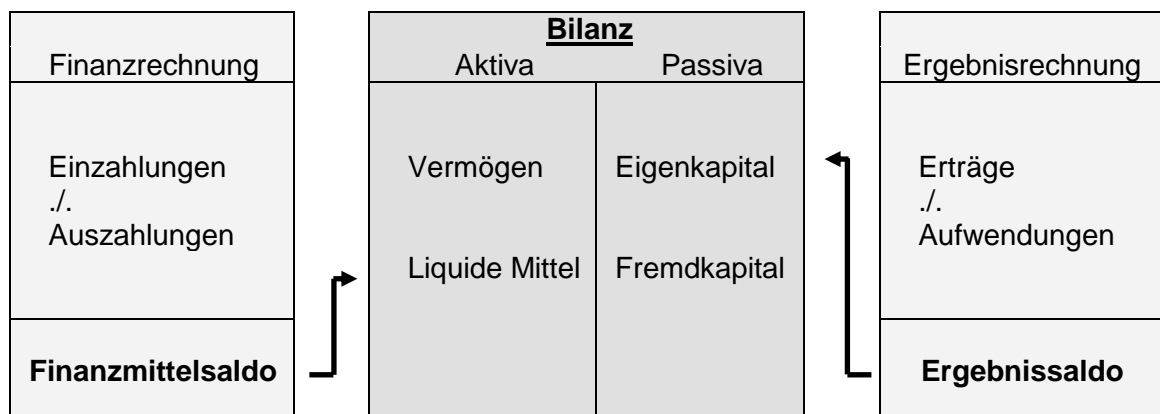 Finanzrechnung
Einzahlungen
./.
Auszahlungen
Finanzmittelsaldo
Bilanz
Aktiva Passiva
Vermögen Eigenkapital
Liquide Mittel Fremdkapital
Ergebnisrechnung
Erträge
./.
Aufwendungen
Ergebnissaldo